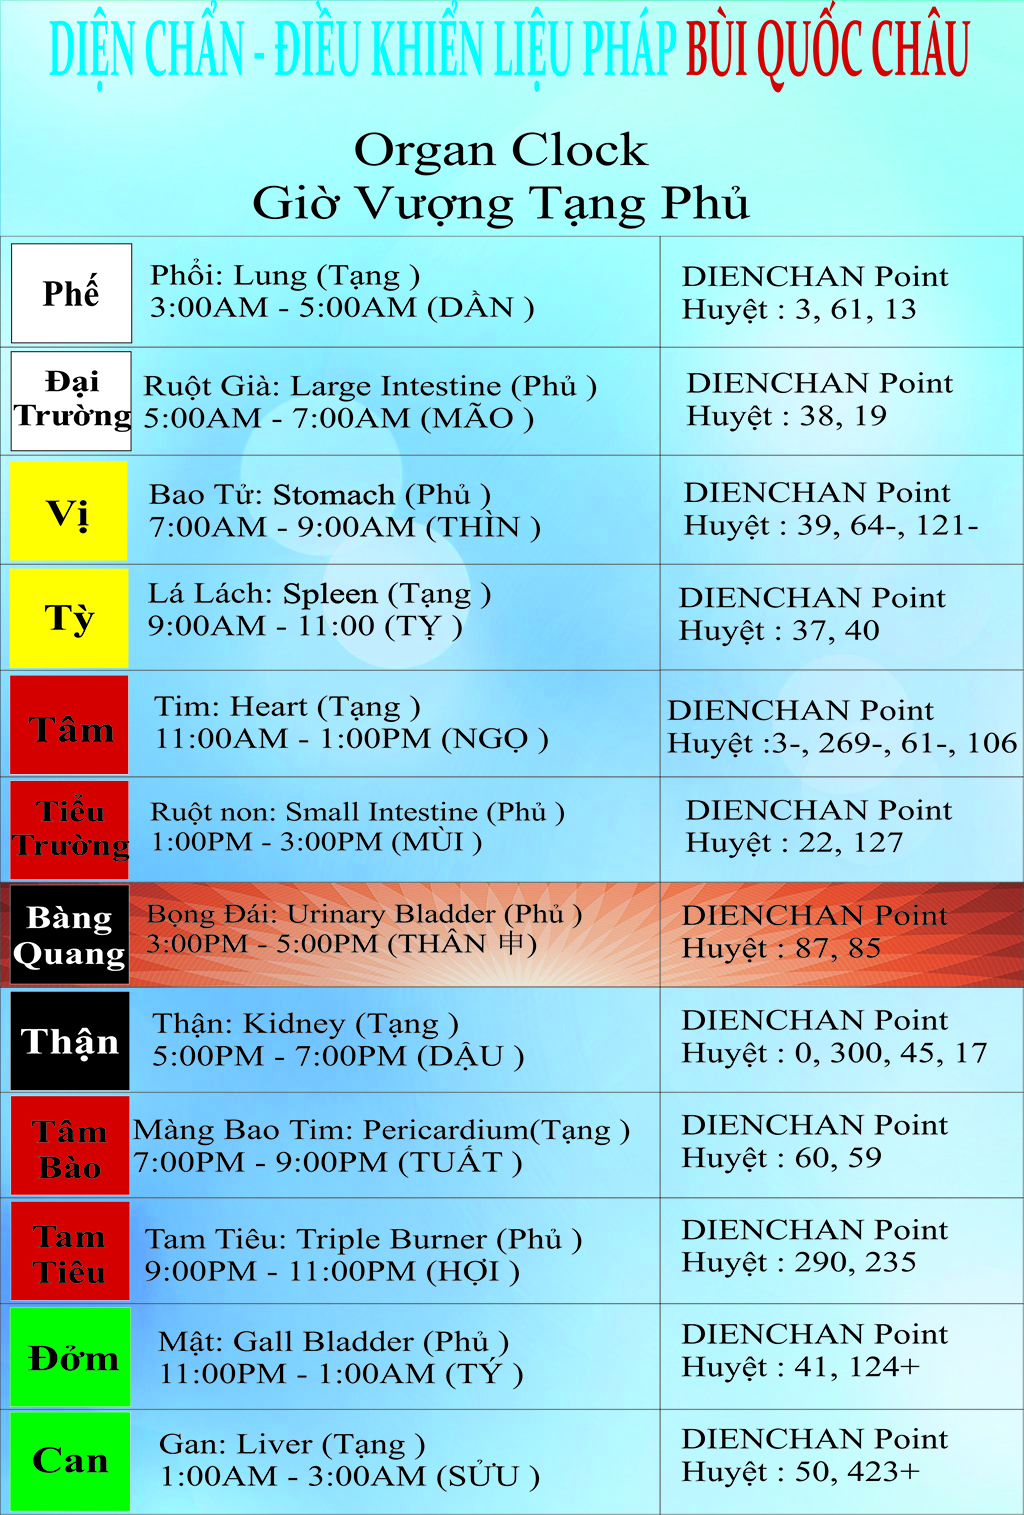 DIỆN CHẨN - ĐIỀU KHIỂN LIỆU PHÁP BÙI QUỐC CHÂU
Organ Clock
Giờ Vượng Tạng Phủ
Phế
Phổi: Lung (Tạng )
3:00AM - 5:00AM (DẦN )
DIENCHAN Point
Huyệt : 3, 61, 13
Đại
Trường
Ruột Già: Large Intestine (Phủ )
5:00AM - 7:00AM (MÃO )
DIENCHAN Point
Huyệt : 38, 19
Vị
Bao Tử: Stomach (Phủ )
7:00AM - 9:00AM (THÌN )
DIENCHAN Point
Huyệt : 39, 64-, 121-
Tỳ
Lá Lách: Spleen (Tạng )
9:00AM - 11:00 (TỴ )
DIENCHAN Point
Huyệt : 37, 40
Tâm
Tim: Heart (Tạng )
11:00AM - 1:00PM (NGỌ )
DIENCHAN Point
Huyệt :3-, 269-, 61-, 106
Tiểu
Trường
Ruột non: Small Intestine (Phủ )
1:00PM - 3:00PM (MÙI )
DIENCHAN Point
Huyệt : 22, 127
Bàng
Quang
Bọng Đái: Urinary Bladder (Phủ )
3:00PM - 5:00PM (THÂN 申)
DIENCHAN Point
Huyệt : 87, 85
Thận
Thận: Kidney (Tạng )
5:00PM - 7:00PM (DẬU )
DIENCHAN Point
Huyệt : 0, 300, 45, 17
Tâm
Bào
Màng Bao Tim: Pericardium(Tạng )
7:00PM - 9:00PM (TUẤT )
DIENCHAN Point
Huyệt : 60, 59
Tam
Tiêu
Tam Tiêu: Triple Burner (Phủ )
9:00PM - 11:00PM (HỢI )
DIENCHAN Point
Huyệt : 290, 235
Đởm
Mật: Gall Bladder (Phủ )
11:00PM - 1:00AM (TÝ )
DIENCHAN Point
Huyệt : 41, 124+
Can
Gan: Liver (Tạng )
1:00AM - 3:00AM (SỬU )
DIENCHAN Point
Huyệt : 50, 423+